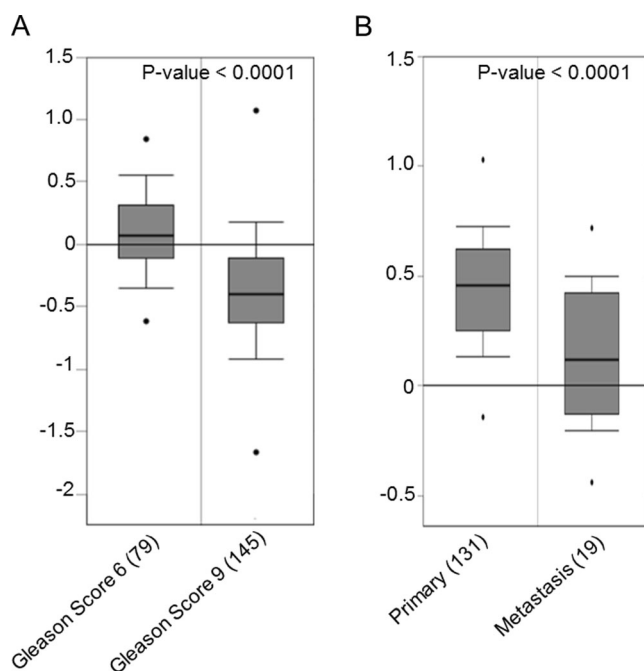 A
P-value < 0.0001
1.5
1.0
0.5
0
-0.5
-1
-1.5
-2
Gleason Score 6 (79)
Gleason Score 9 (145)
B
P-value < 0.0001
1.5
1.0
0.5
0
-0.5
Primary (131)
Metastasis (19)